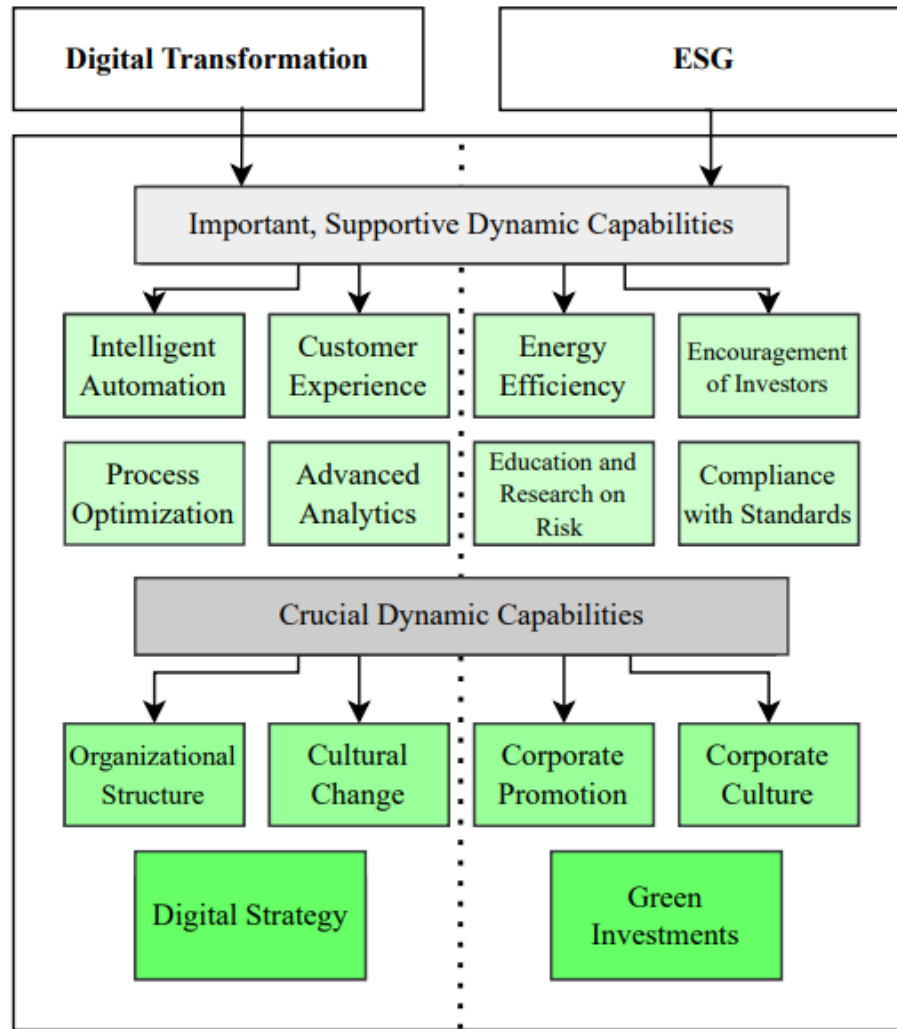 Digital Transformation
ESG
Important, Supportive Dynamic Capabilities
Intelligent
Automation
Customer
Experience
Energy
Efficiency
Encouragement
of Investors
Process
Optimization
Advanced
Analytics
Education and
Research on
Risk
Compliance
with Standards
Crucial Dynamic Capabilities
Organizational
Structure
Cultural
Change
Corporate
Promotion
Corporate
Culture
Digital Strategy
Green
Investments